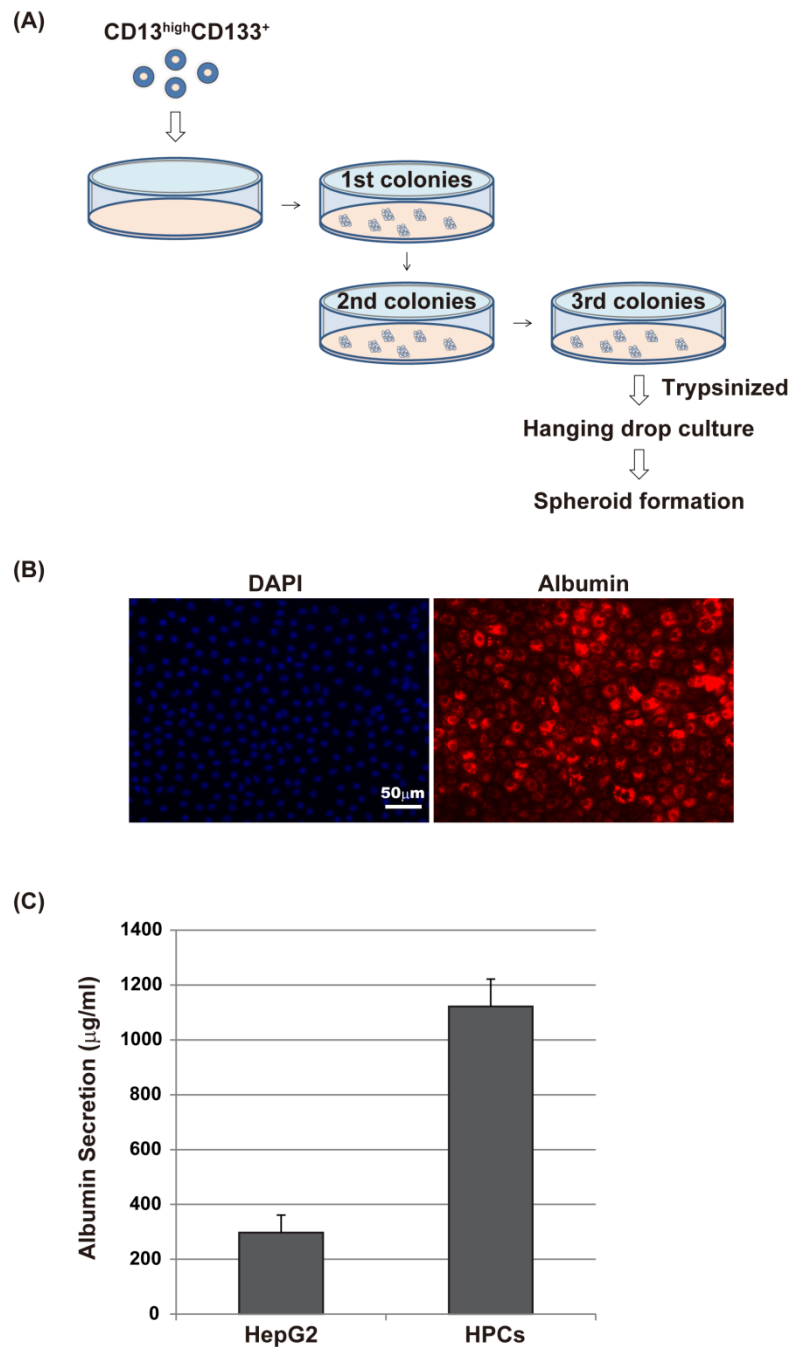 (A)
CD13highCD133+
1st colonies
2nd colonies
3rd colonies
Trypsinized
Hanging drop culture
Spheroid formation
(B)
DAPI
Albumin
50μm
(C)
Albumin Secretion (μg/ml)
1400
1200
1000
800
600
400
200
0
HepG2
HPCs